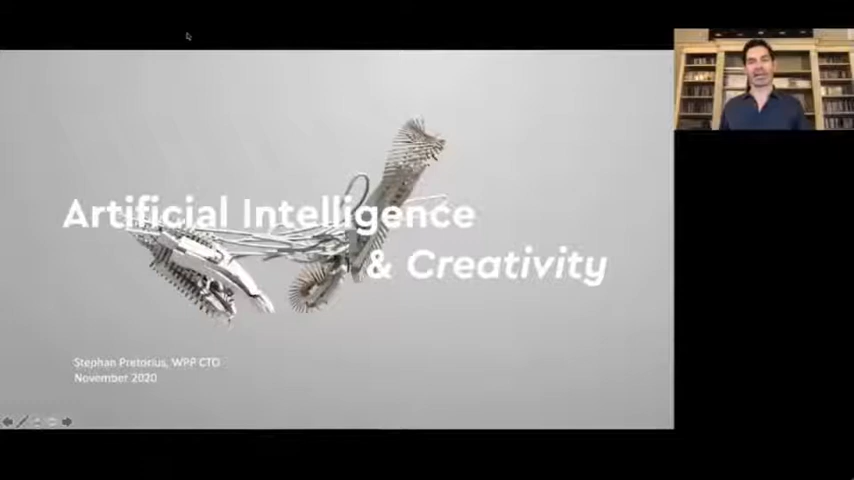 Artificial Intelligence
& Creativity
Stephan Pretorius, WPP CTO
November 2020